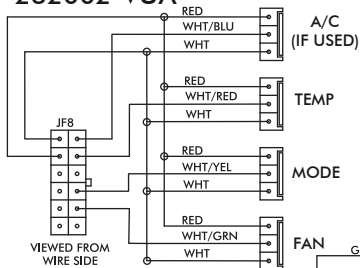 RED
WHT/BLU
WHT
A/C
(IF USED)
RED
WHT/RED
WHT
TEMP
JF8
RED
WHT/YEL
WHT
MODE
RED
WHT/GRN
WHT
FAN
VIEWED FROM
WIRE SIDE
G